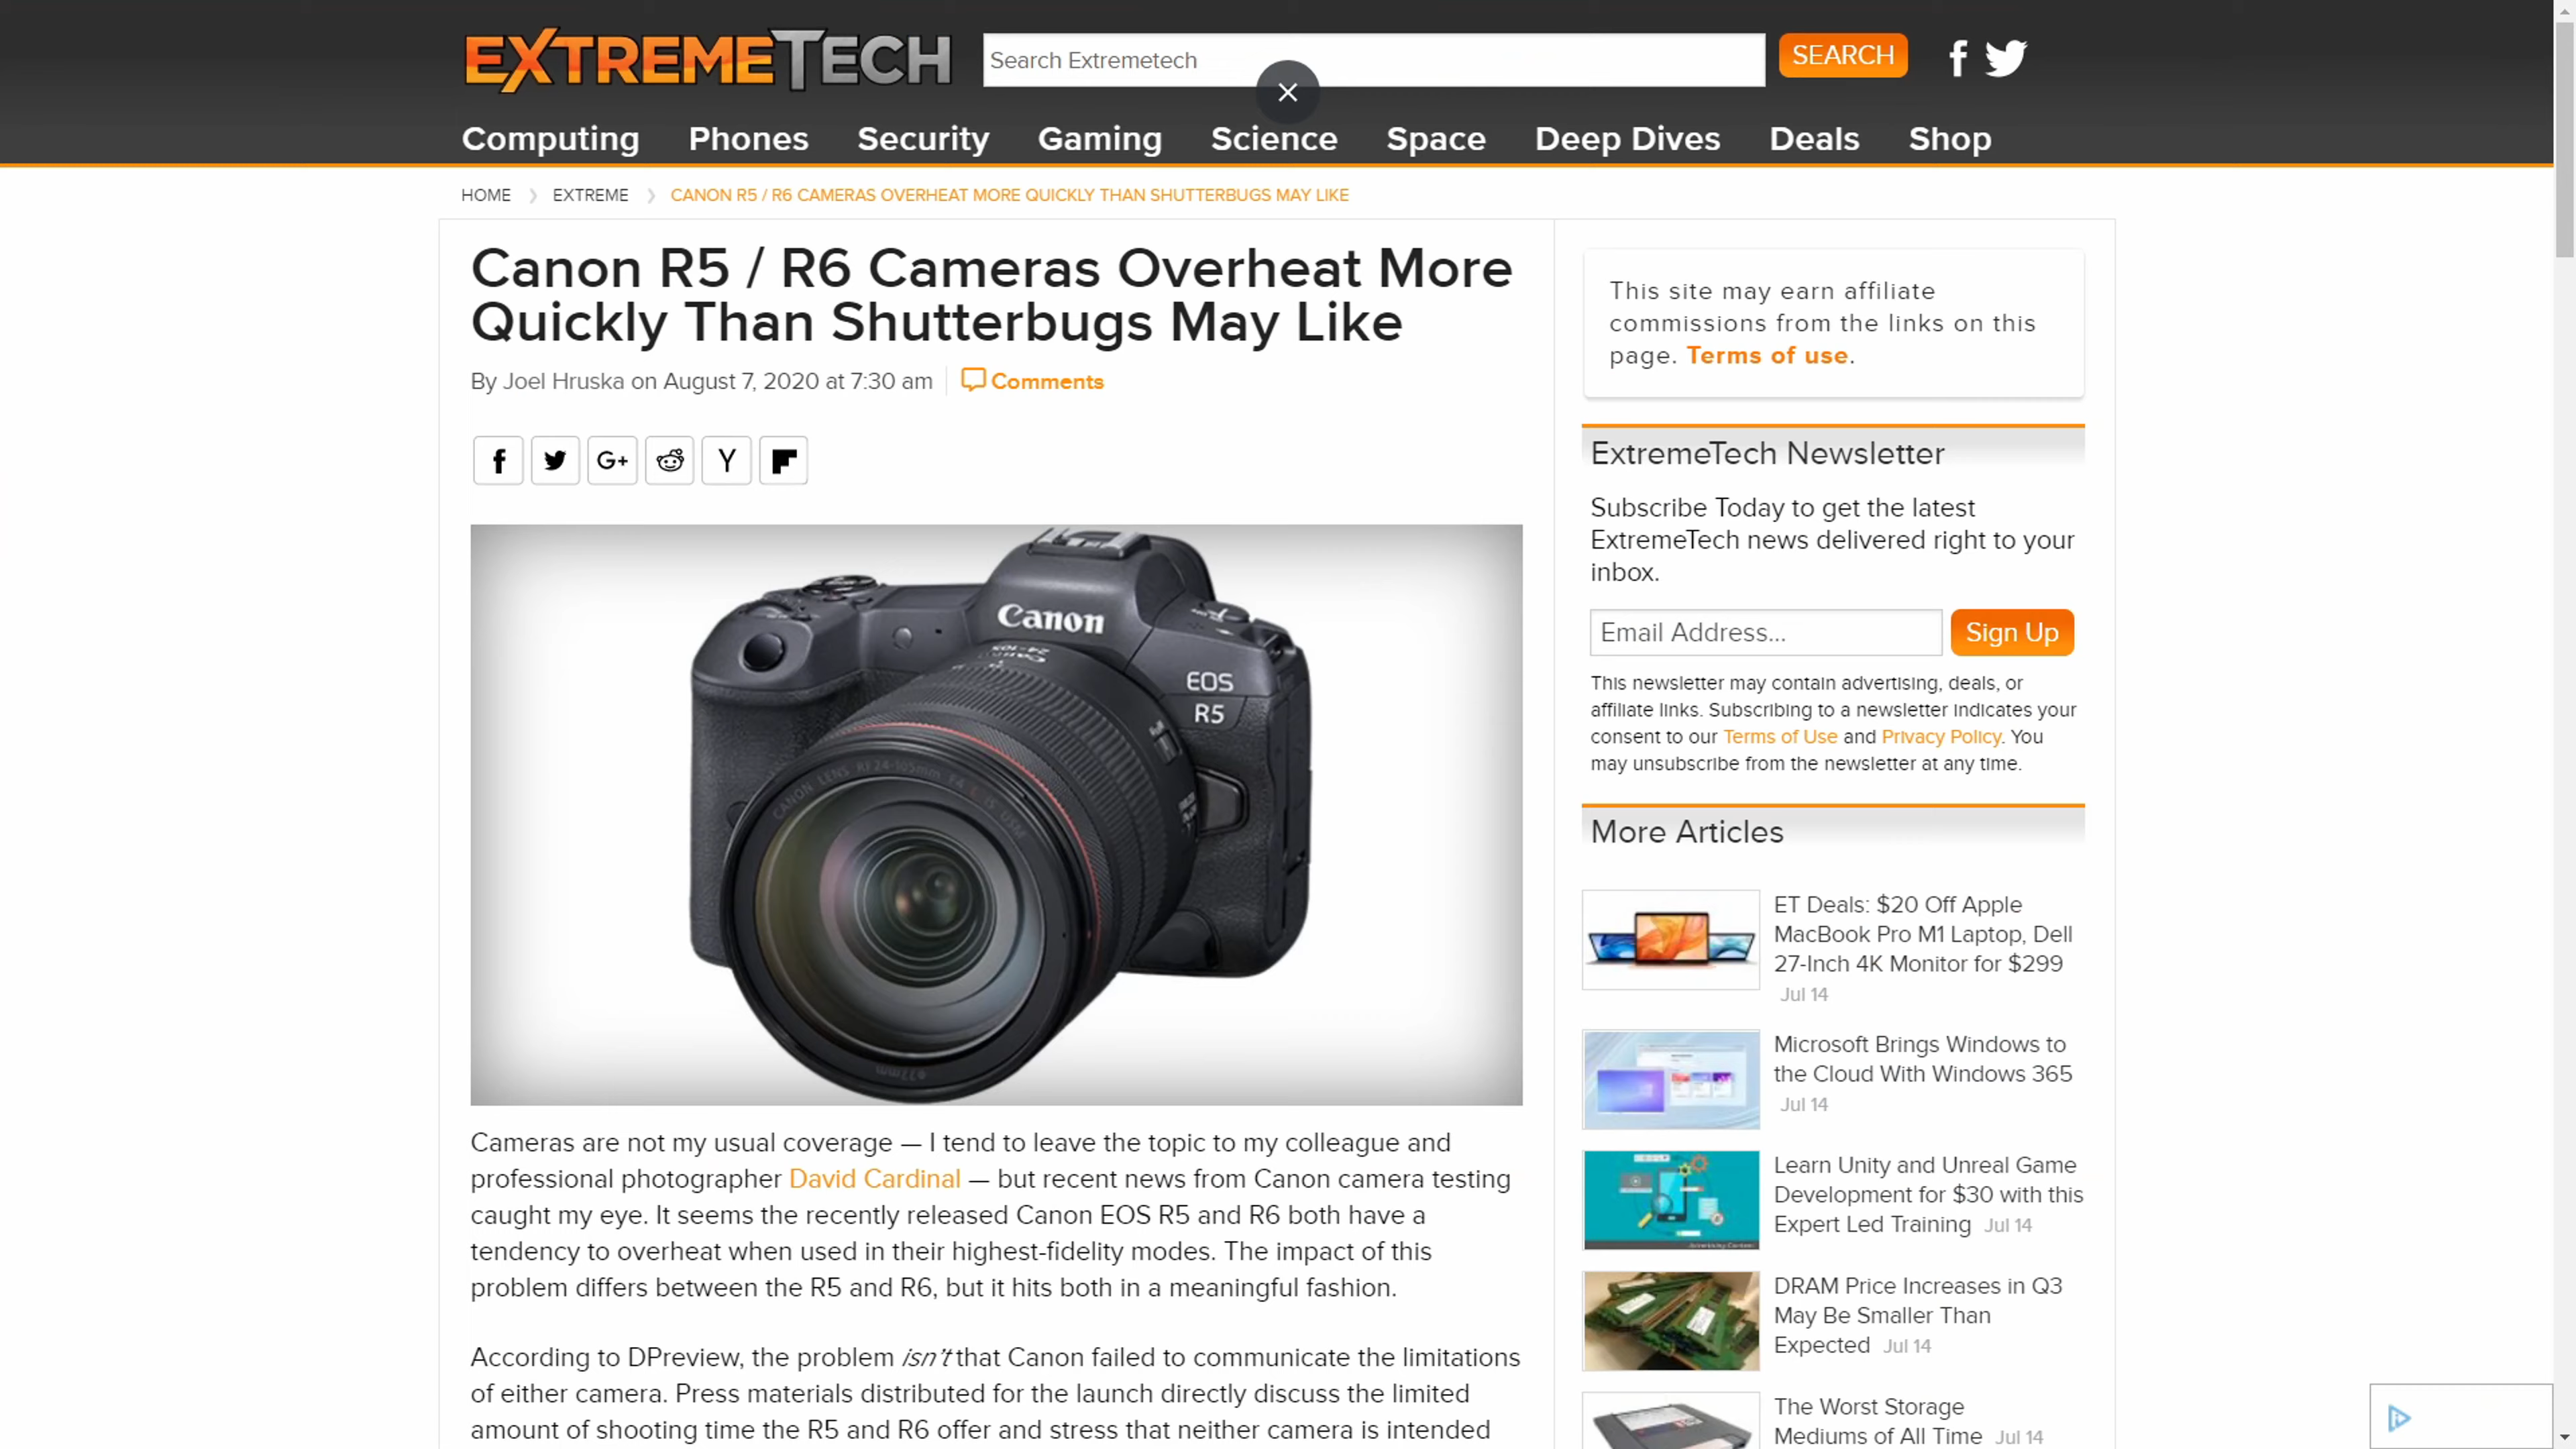 EXTREMETECH
Search Extremetech
SEARCH
Computing Phones Security Gaming Science Space Deep Dives Deals Shop
HOME EXTREME CANON R5 / R6 CAMERAS OVERHEAT MORE QUICKLY THAN SHUTTERBUGS MAY LIKE
Canon R5 / R6 Cameras Overheat More
Quickly Than Shutterbugs May Like
By Joel Hruska on August 7, 2020 at 7:30 am Comments
Canon
EOS
R5
Canon
24-105
CANON LENS RF 24-105mm F4 L IS USM
ø77mm
Cameras are not my usual coverage — I tend to leave the topic to my colleague and
professional photographer David Cardinal — but recent news from Canon camera testing
caught my eye. It seems the recently released Canon EOS R5 and R6 both have a
tendency to overheat when used in their highest-fidelity modes. The impact of this
problem differs between the R5 and R6, but it hits both in a meaningful fashion.
According to DPreview, the problem isn't that Canon failed to communicate the limitations
of either camera. Press materials distributed for the launch directly discuss the limited
amount of shooting time the R5 and R6 offer and stress that neither camera is intended
This site may earn affiliate
commissions from the links on this
page. Terms of use.
ExtremeTech Newsletter
Subscribe Today to get the latest
ExtremeTech news delivered right to your
inbox.
Email Address...
Sign Up
This newsletter may contain advertising, deals, or
affiliate links. Subscribing to a newsletter indicates your
consent to our Terms of Use and Privacy Policy. You
may unsubscribe from the newsletter at any time.
More Articles
ET Deals: $20 Off Apple
MacBook Pro M1 Laptop, Dell
27-Inch 4K Monitor for $299
Jul 14
Microsoft Brings Windows to
the Cloud With Windows 365
Jul 14
Learn Unity and Unreal Game
Development for $30 with this
Expert Led Training Jul 14
DRAM Price Increases in Q3
May Be Smaller Than
Expected Jul 14
The Worst Storage
Mediums of All Time Jul 14